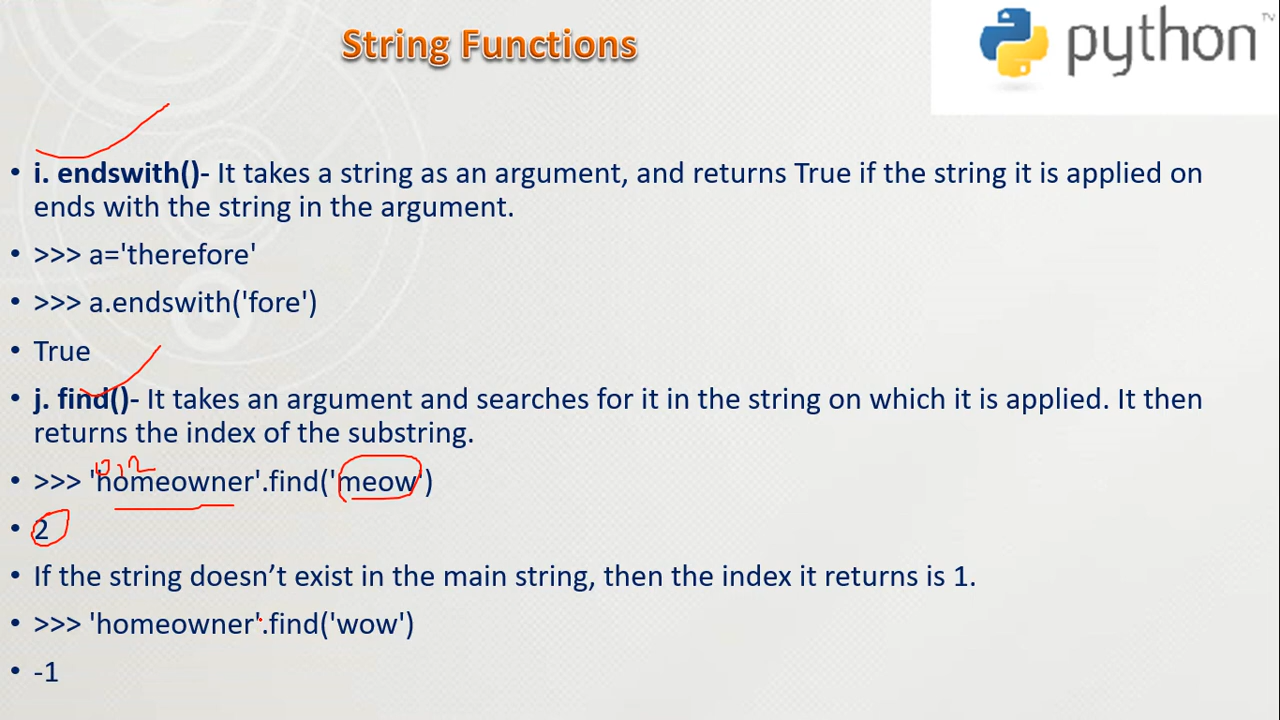 String Functions
python TV
• i. endswith()- It takes a string as an argument, and returns True if the string it is applied on
ends with the string in the argument.
• >>> a='therefore'
• >>> a.endswith('fore')
• True
• j. find()- It takes an argument and searches for it in the string on which it is applied. It then
returns the index of the substring.
0,2
• >>> 'homeowner'.find('meow')
• 2
• If the string doesn’t exist in the main string, then the index it returns is 1.
• >>> 'homeowner'.find('wow')
• -1